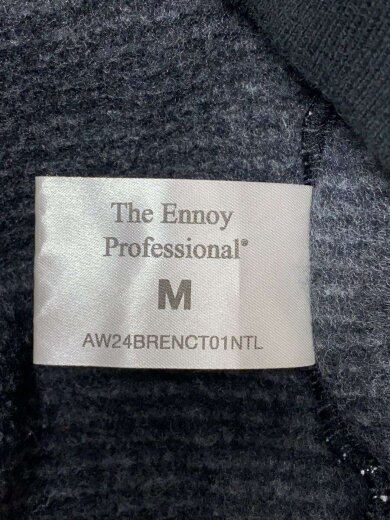 The Ennoy
Professional®
M
AW24BRENCT01NTL